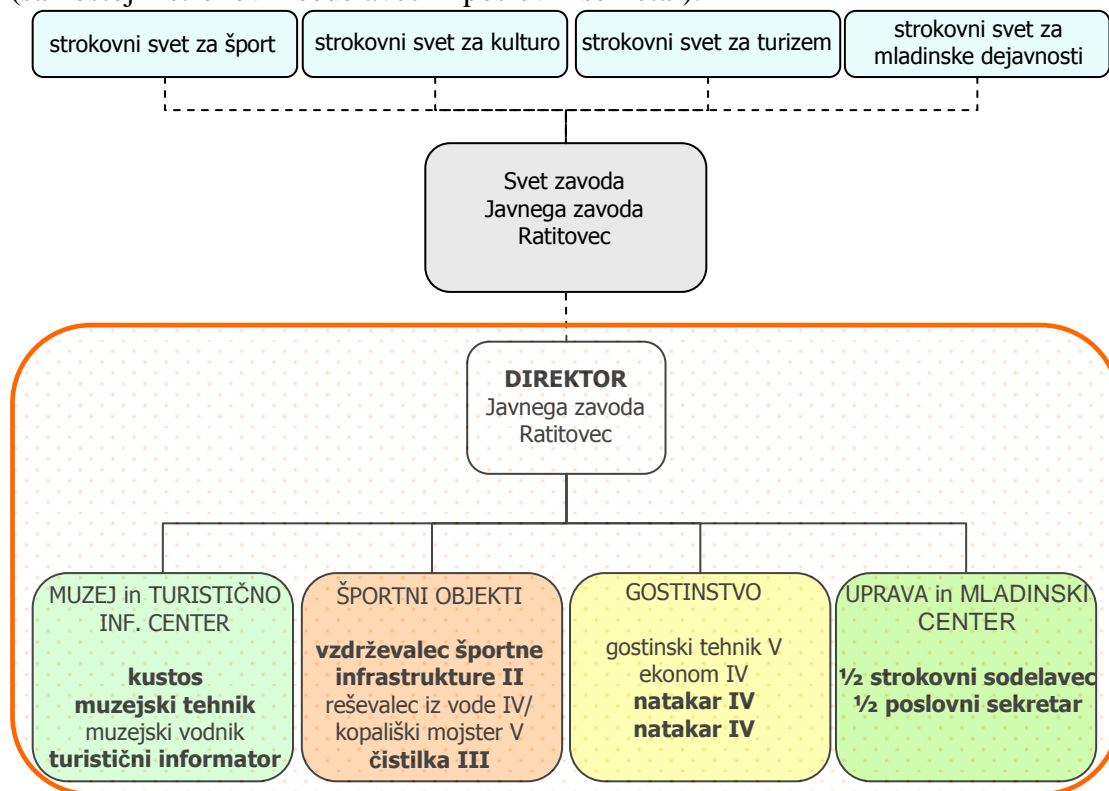 strokovni svet za šport
strokovni svet za kulturo
strokovni svet za turizem
strokovni svet za
mladinske dejavnosti
Svet zavoda
Javnega zavoda
Ratitovec
DIREKTOR
Javnega zavoda
Ratitovec
MUZEJ in TURISTIČNO
INF. CENTER
kustos
muzejski tehnik
muzejski vodnik
turistični informator
ŠPORTNI OBJEKTI
vzdrževalec športne
infrastrukture II
reševalec iz vode IV/
kopališki mojster V
čistilka III
GOSTINSTVO
gostinski tehnik V
ekonom IV
natakar IV
natakar IV
UPRAVA in MLADINSKI
CENTER
½ strokovni sodelavec
½ poslovni sekretar